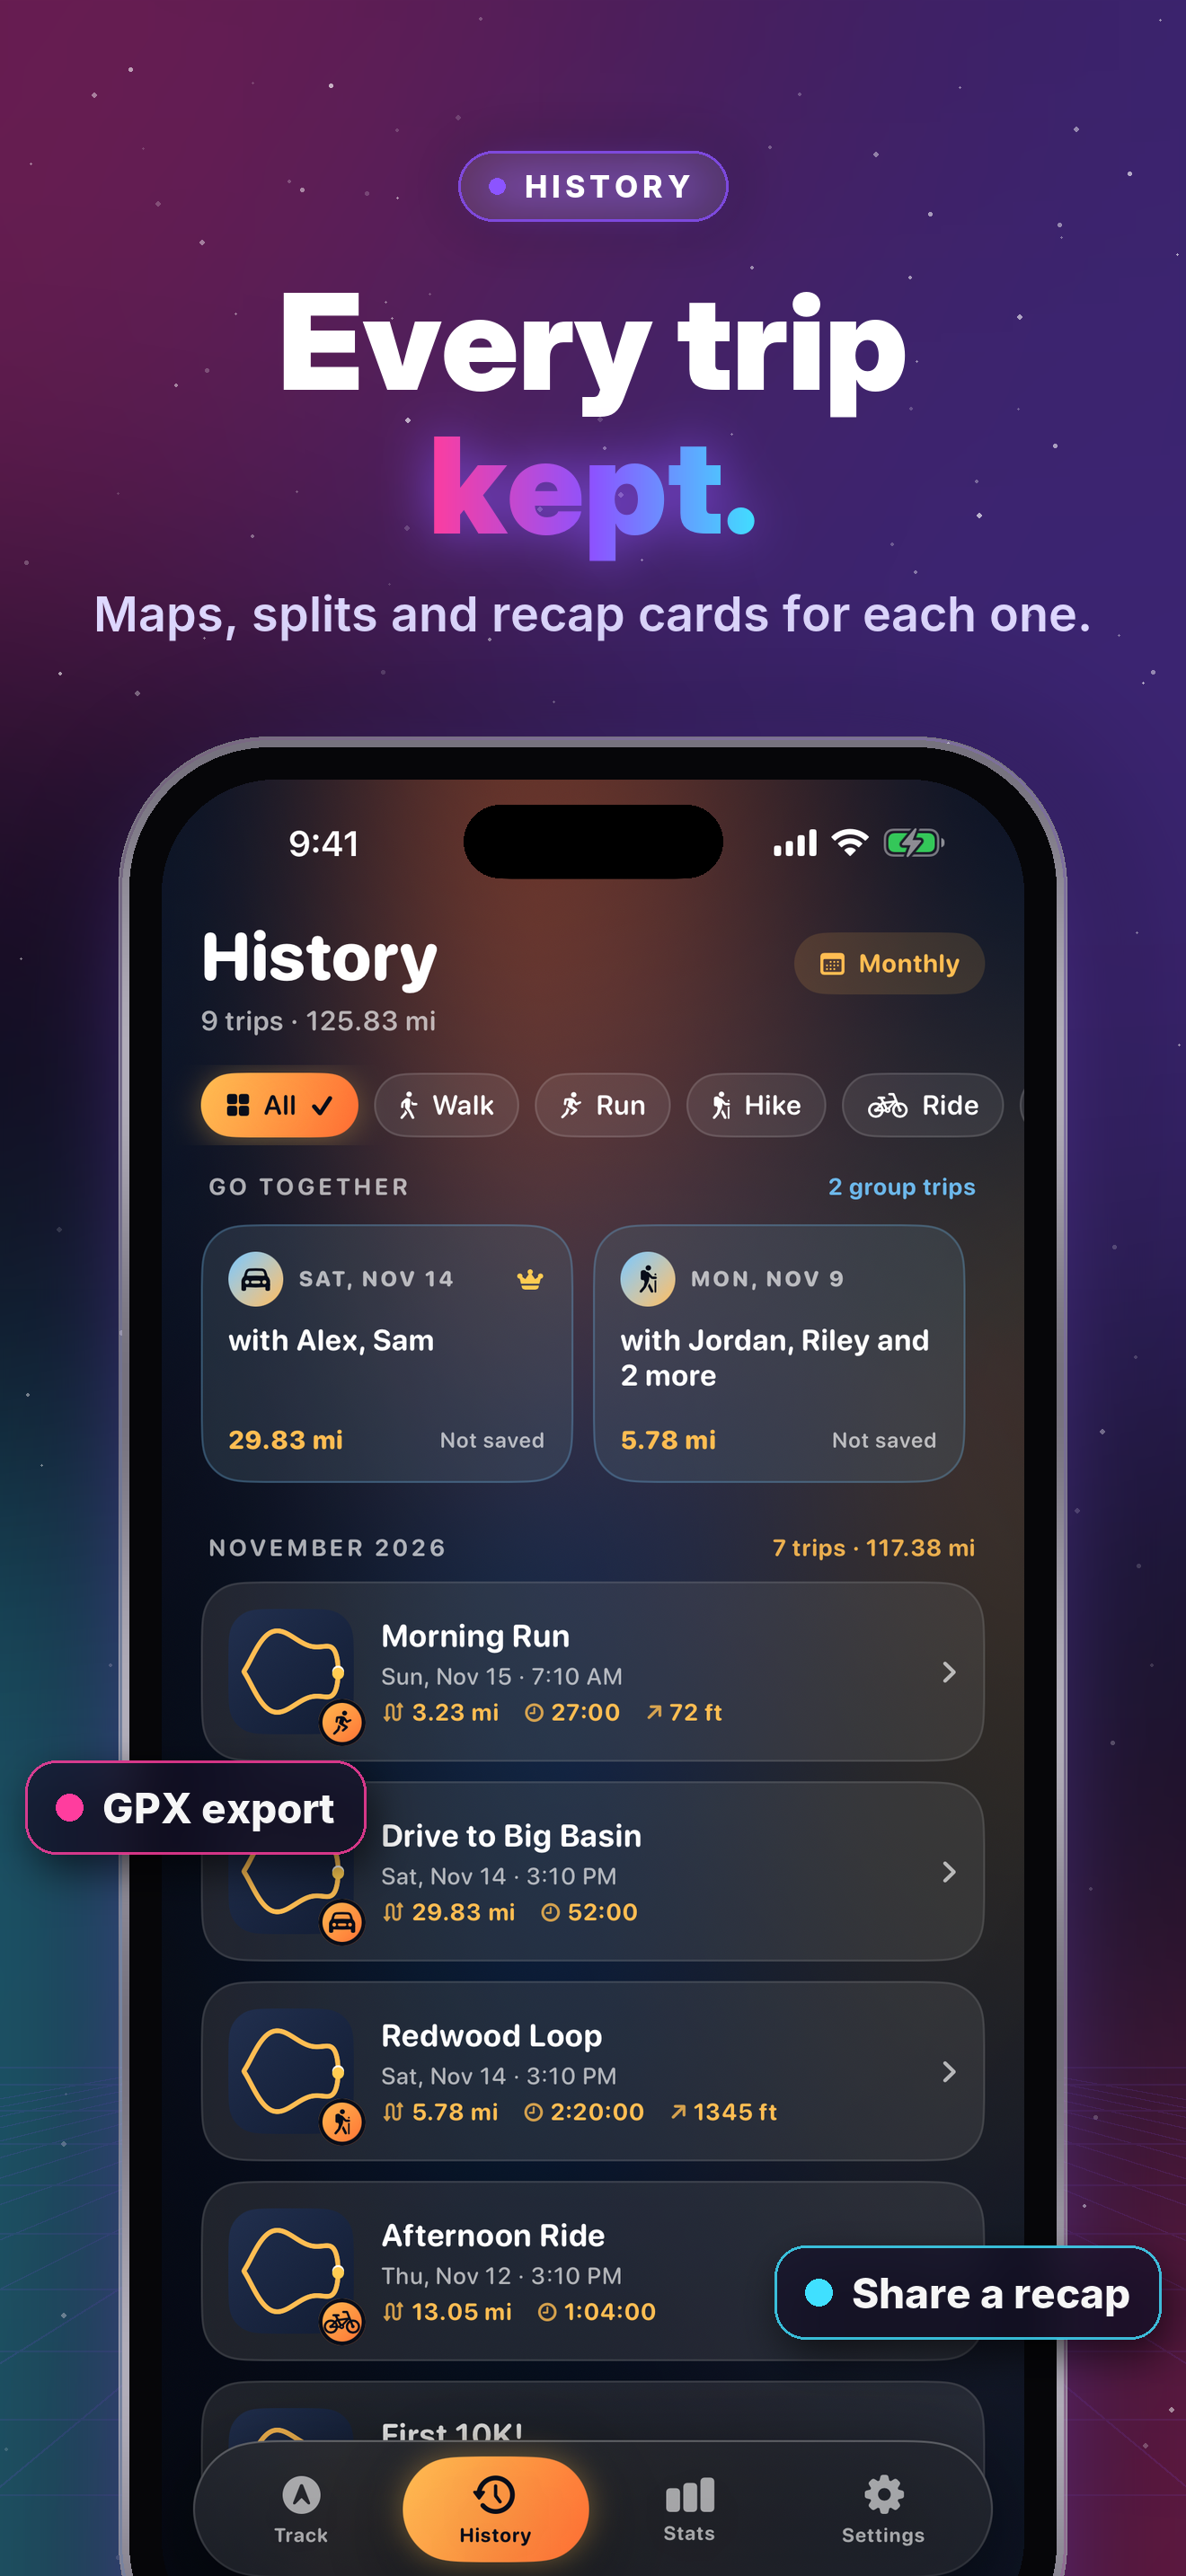 HISTORY
Every trip
kept.
Maps, splits and recap cards for each one.
9:41
History
Monthly
9 trips · 125.83 mi
All
Walk
Run
Hike
Ride
GO TOGETHER
2 group trips
SAT, NOV 14
with Alex, Sam
29.83 mi
Not saved
MON, NOV 9
with Jordan, Riley and
2 more
5.78 mi
Not saved
NOVEMBER 2026
7 trips · 117.38 mi
Morning Run
Sun, Nov 15 · 7:10 AM
3.23 mi 27:00 72 ft
GPX export
Drive to Big Basin
Sat, Nov 14 · 3:10 PM
29.83 mi 52:00
Redwood Loop
Sat, Nov 14 · 3:10 PM
5.78 mi 2:20:00 1345 ft
Afternoon Ride
Thu, Nov 12 · 3:10 PM
13.05 mi 1:04:00
Share a recap
First 10K!
Track
History
Stats
Settings